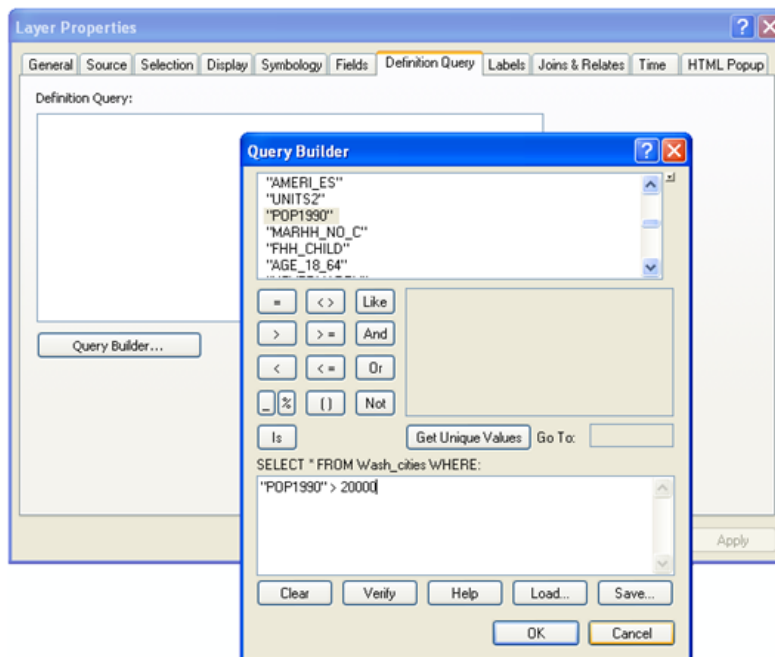 Layer Properties
General Source Selection Display Symbology Fields Definition Query Labels Joins & Relates Time HTML Popup
Definition Query:
Query Builder...
Query Builder
"AMERI_ES"
"UNITS2"
"POP1990"
"MARHH_NO_C"
"FHH_CHILD"
"AGE_18_64"
= < > Like
> > = And
< < = Or
_ % ( ) Not
Is Get Unique Values Go To:
SELECT * FROM Wash_cities WHERE:
"POP1990" > 20000
Clear Verify Help Load... Save...
OK Cancel
Apply